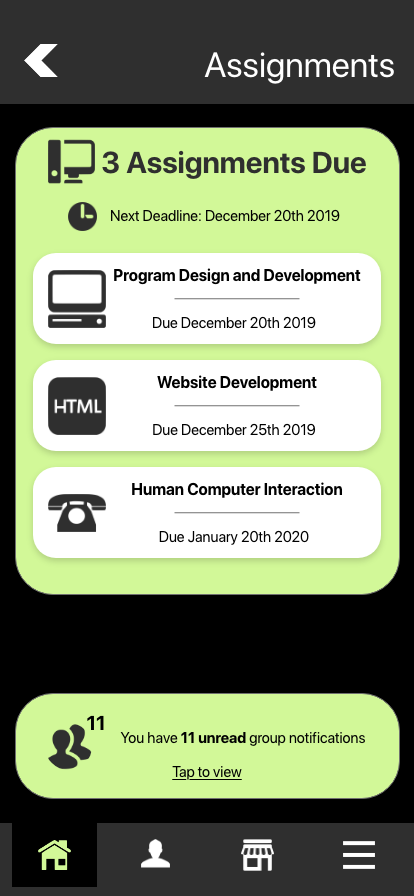 Assignments
3 Assignments Due
Next Deadline: December 20th 2019
Program Design and Development
Due December 20th 2019
HTML
Website Development
Due December 25th 2019
Human Computer Interaction
Due January 20th 2020
11
You have 11 unread group notifications
Tap to view